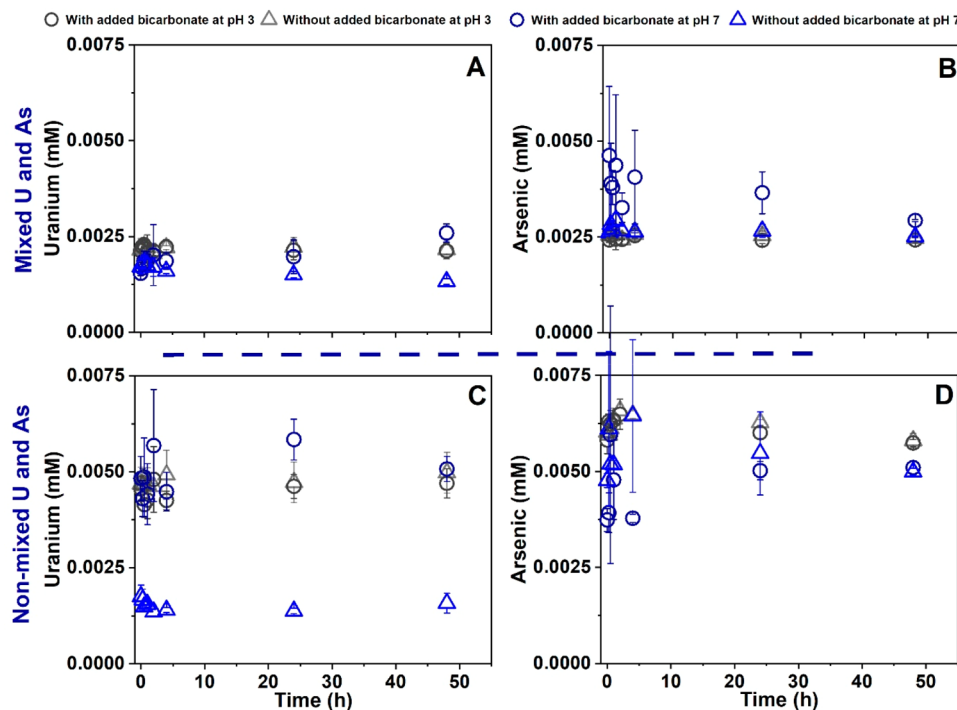 With added bicarbonate at pH 3 Without added bicarbonate at pH 3 With added bicarbonate at pH 7 Without added bicarbonate at pH 7
Mixed U and As
Uranium (mM)
0.0075
0.0050
0.0025
0.0000
A
Arsenic (mM)
0.0075
0.0050
0.0025
0.0000
B
Non-mixed U and As
Uranium (mM)
0.0075
0.0050
0.0025
0.0000
C
0 10 20 30 40 50
Time (h)
Arsenic (mM)
0.0075
0.0050
0.0025
0.0000
D
0 10 20 30 40 50
Time (h)